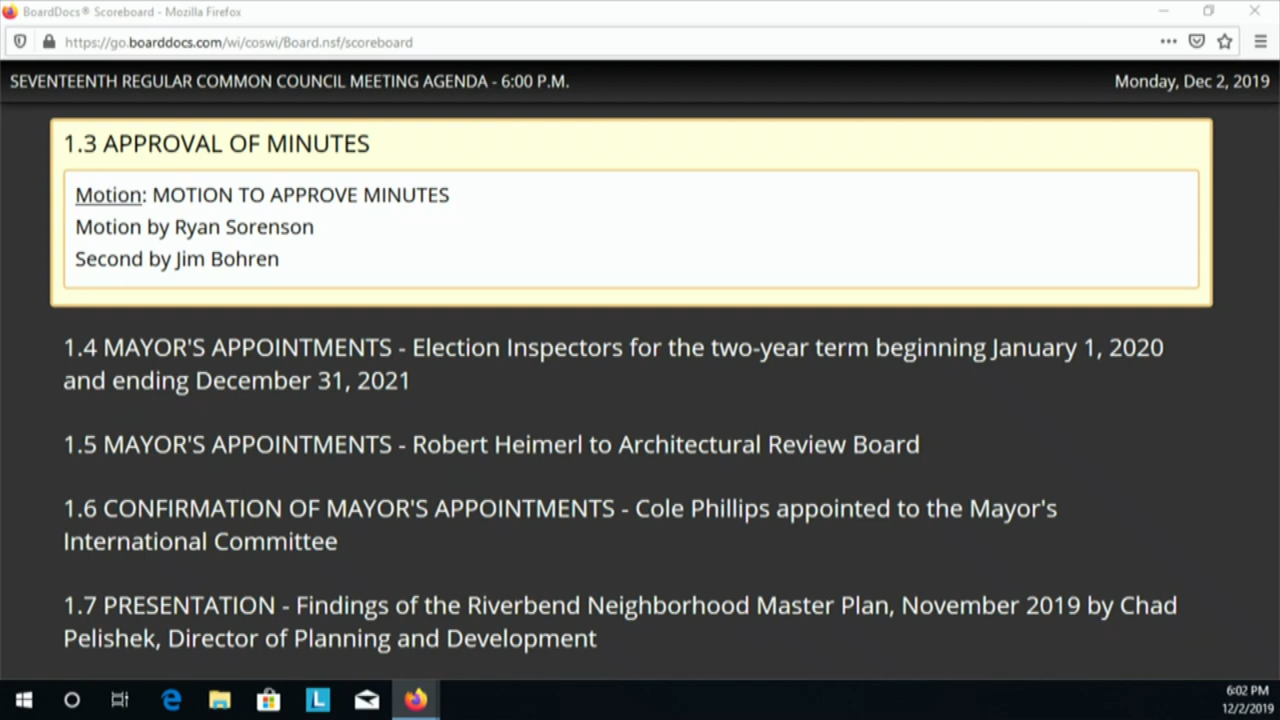 BoardDocs® Scoreboard - Mozilla Firefox
https://go.boarddocs.com/wi/coswi/Board.nsf/scoreboard
SEVENTEENTH REGULAR COMMON COUNCIL MEETING AGENDA - 6:00 P.M.
Monday, Dec 2, 2019
1.3 APPROVAL OF MINUTES
Motion: MOTION TO APPROVE MINUTES
Motion by Ryan Sorenson
Second by Jim Bohren
1.4 MAYOR'S APPOINTMENTS - Election Inspectors for the two-year term beginning January 1, 2020
and ending December 31, 2021
1.5 MAYOR'S APPOINTMENTS - Robert Heimerl to Architectural Review Board
1.6 CONFIRMATION OF MAYOR'S APPOINTMENTS - Cole Phillips appointed to the Mayor's
International Committee
1.7 PRESENTATION - Findings of the Riverbend Neighborhood Master Plan, November 2019 by Chad
Pelishek, Director of Planning and Development
L
6:02 PM
12/2/2019